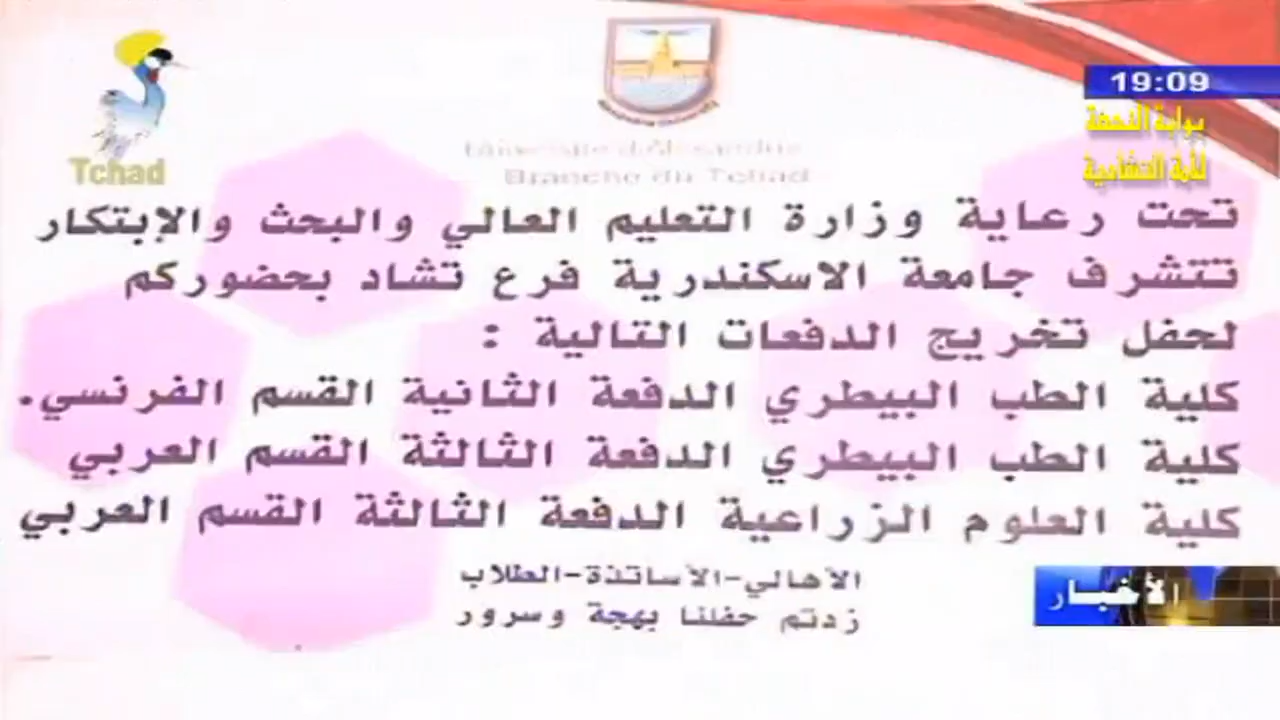 Tchad
19:09
بوابة النهضة
للأمة التشادية
Université d'Alexandrie
Branche du Tchad
تحت رعاية وزارة التعليم العالي والبحث والإبتكار
تتشرف جامعة الاسكندرية فرع تشاد بحضوركم
لحفل تخريج الدفعات التالية :
كلية الطب البيطري الدفعة الثانية القسم الفرنسي.
كلية الطب البيطري الدفعة الثالثة القسم العربي
كلية العلوم الزراعية الدفعة الثالثة القسم العربي
الأهالي-الأساتذة-الطلاب
زدتم حفلنا بهجة وسرور
الأخبار